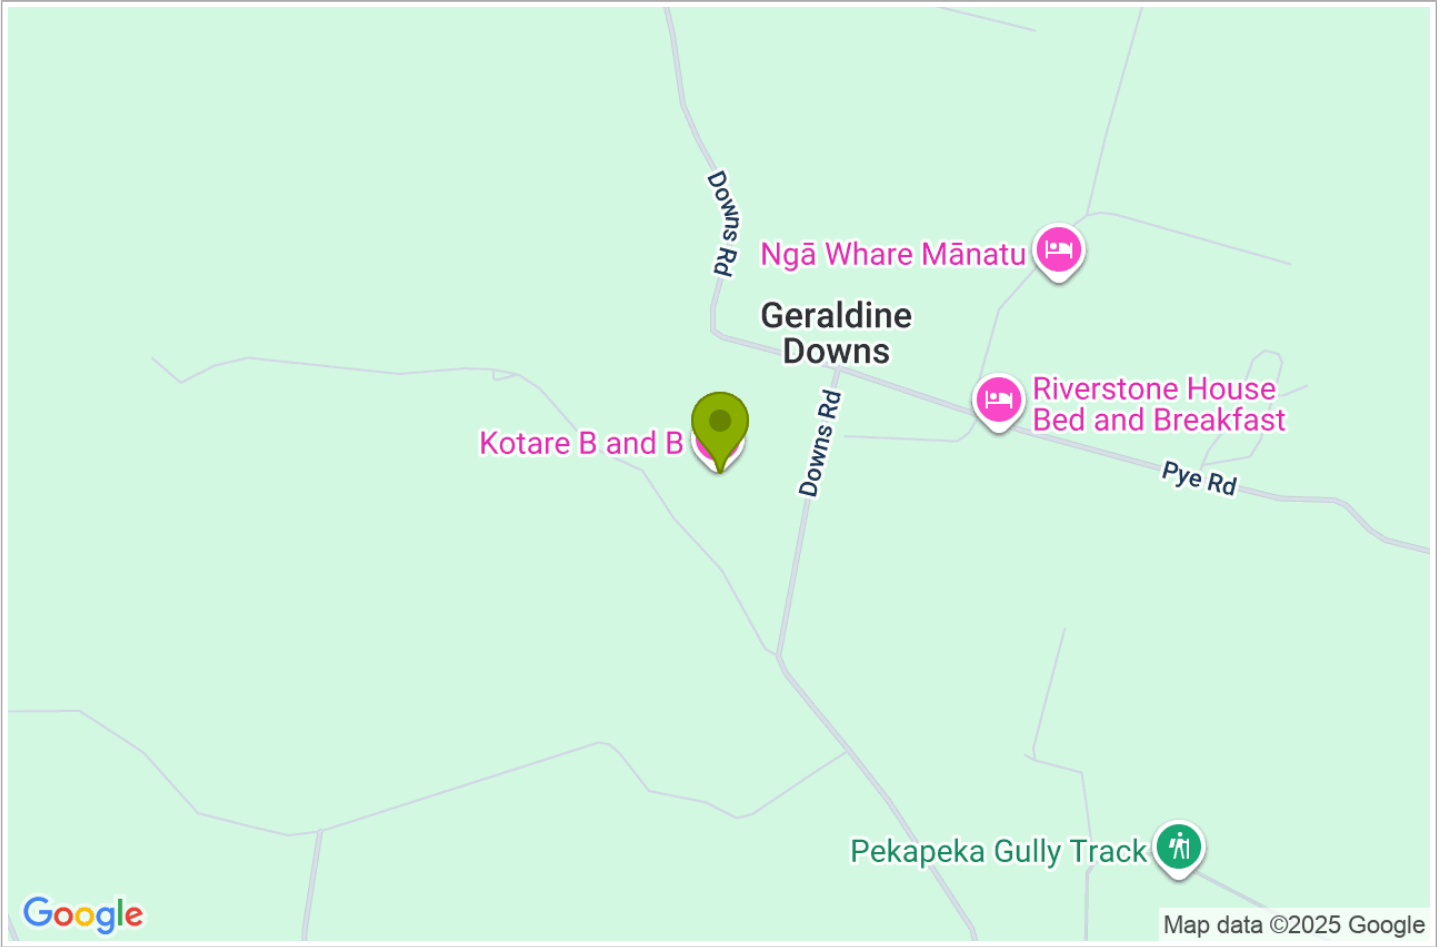 Downs Rd
Ngā Whare Mānatu
Geraldine
Downs
Riverstone House
Bed and Breakfast
Kotare B and B
Downs Rd
Pye Rd
Pekapeka Gully Track
Google
Map data ©2025 Google